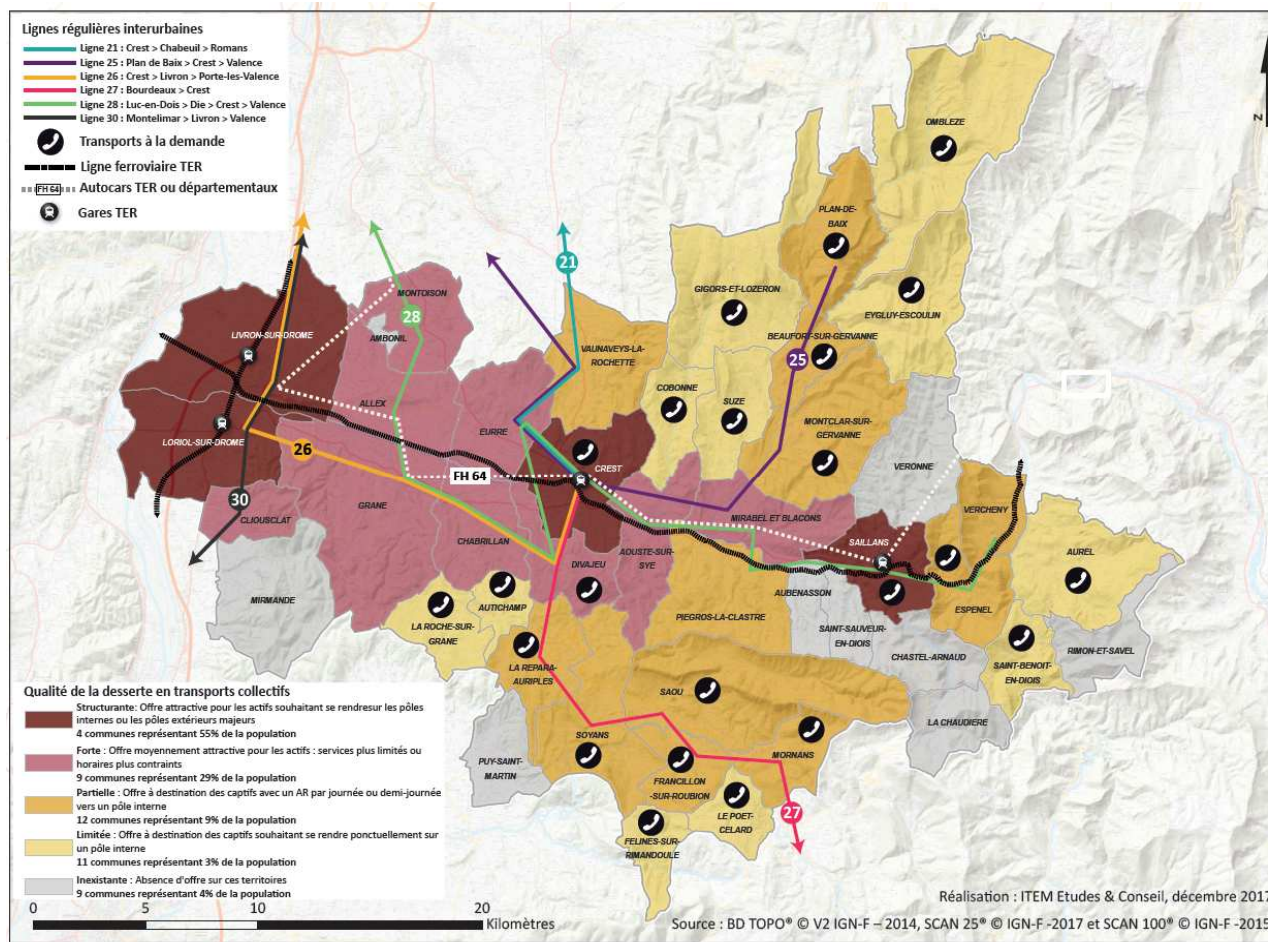 Lignes régulières interurbaines
Ligne 21 : Crest > Chabeuil > Romans
Ligne 25 : Plan de Baix > Crest > Valence
Ligne 26 : Crest > Livron > Porte-les-Valence
Ligne 27 : Bourdeaux > Crest
Ligne 28 : Luc-en-Dois > Die > Crest > Valence
Ligne 30 : Montelimar > Livron > Valence
Transports à la demande
Ligne ferroviaire TER
FH 64
Autocars TER ou départementaux
Gares TER
N
OMBLEZE
PLAN-DE-
BAIX
21
GIGORS-ET-LOZERON
EYGLUY-ESCOULIN
MONTOISON
28
LIVRON-SUR-DROME
AMBONIL
BEAUFORT-SUR-GERVANNE
VAUNAVEYS-LA-
ROCHETTE
25
COBONNE
SUZE
ALLEX
MONTCLAR-SUR-
GERVANNE
EURRE
LORIOL-SUR-DROME
26
VERONNE
CREST
FH 64
30
GRANE
VERCHENY
CLIOUSCLAT
MIRABEL ET BLACONS
CHABRILLAN
SAILLANS
AUREL
AOUSTE-SUR-
SYE
DIVAJEU
AUBENASSON
MIRMANDE
AUTICHAMP
ESPENEL
PIEGROS-LA-CLASTRE
LA ROCHE-SUR-
GRANE
SAINT-SAUVEUR-
EN-DIOIS
CHASTEL-ARNAUD
RIMON-ET-SAVEL
LA REPARA-
AURIPLES
SAINT-BENOIT-
EN-DIOIS
SAOU
LA CHAUDIERE
SOYANS
MORNANS
PUY-SAINT-
MARTIN
FRANCILLON
-SUR-ROUBION
LE POET-
CELARD
27
FELINES-SUR-
RIMANDOULE
Qualité de la desserte en transports collectifs
Structurante: Offre attractive pour les actifs souhaitant se rendresur les pôles
internes ou les pôles extérieurs majeurs
4 communes représentant 55% de la population
Forte : Offre moyennement attractive pour les actifs : services plus limités ou
horaires plus contraints
9 communes représentant 29% de la population
Partielle : Offre à destination des captifs avec un AR par journée ou demi-journée
vers un pôle interne
12 communes représentant 9% de la population
Limitée : Offre à destination des captifs souhaitant se rendre ponctuellement sur
un pôle interne
11 communes représentant 3% de la population
Inexistante : Absence d'offre sur ces territoires
9 communes représentant 4% de la population
0 5 10 20
Kilomètres
Réalisation : ITEM Etudes & Conseil, décembre 2017
Source : BD TOPO® © V2 IGN-F – 2014, SCAN 25® © IGN-F -2017 et SCAN 100® © IGN-F -2015